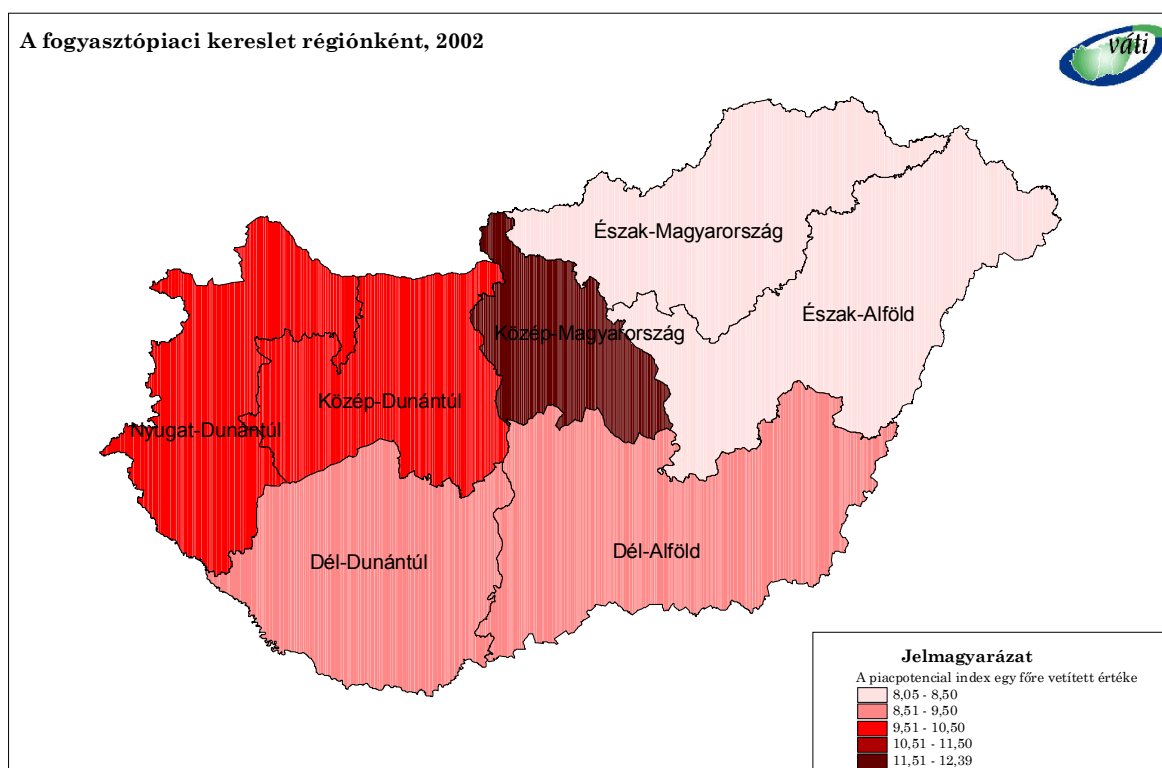 A fogyasztópiaci kereslet régiónként, 2002
váti
Észak-Magyarország
Észak-Alföld
Közép-Magyarország
Közép-Dunántúl
Nyugat-Dunántúl
Dél-Dunántúl
Dél-Alföld
Jelmagyarázat
A piacpotencial index egy főre vetített értéke
8,05 - 8,50
8,51 - 9,50
9,51 - 10,50
10,51 - 11,50
11,51 - 12,39